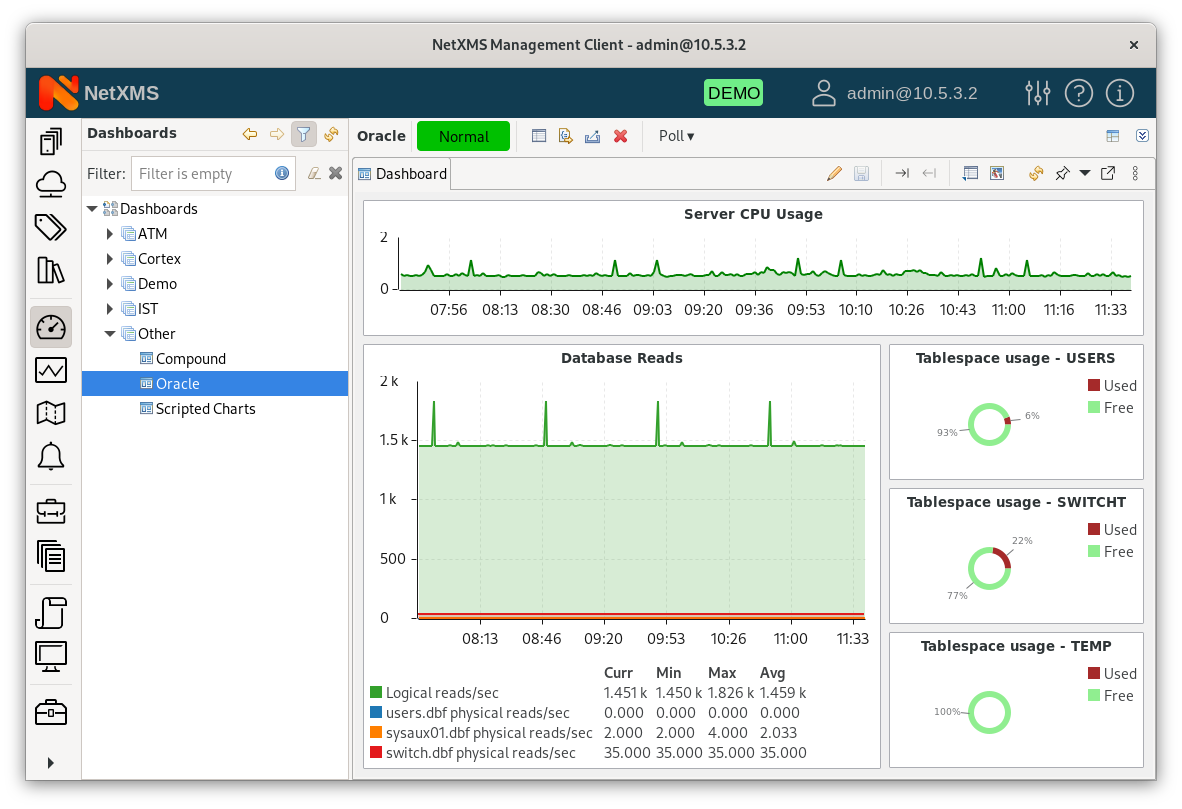 NetXMS Management Client - admin@10.5.3.2
NetXMS
DEMO
admin@10.5.3.2
Dashboards
Filter:
Filter is empty
Dashboards
ATM
Cortex
Demo
IST
Other
Compound
Oracle
Scripted Charts
Oracle
Normal
Poll
Dashboard
Server CPU Usage
2
0
07:56 08:13 08:30 08:46 09:03 09:20 09:36 09:53 10:10 10:26 10:43 11:00 11:16 11:33
Database Reads
2 k
1.5 k
1 k
500
0
08:13 08:46 09:20 09:53 10:26 11:00 11:33
Curr Min Max Avg
Logical reads/sec 1.451 k 1.450 k 1.826 k 1.459 k
users.dbf physical reads/sec 0.000 0.000 0.000 0.000
sysaux01.dbf physical reads/sec 2.000 2.000 4.000 2.033
switch.dbf physical reads/sec 35.000 35.000 35.000 35.000
Tablespace usage - USERS
Used
Free
6%
93%
Tablespace usage - SWITCHT
Used
Free
22%
77%
Tablespace usage - TEMP
Used
Free
100%